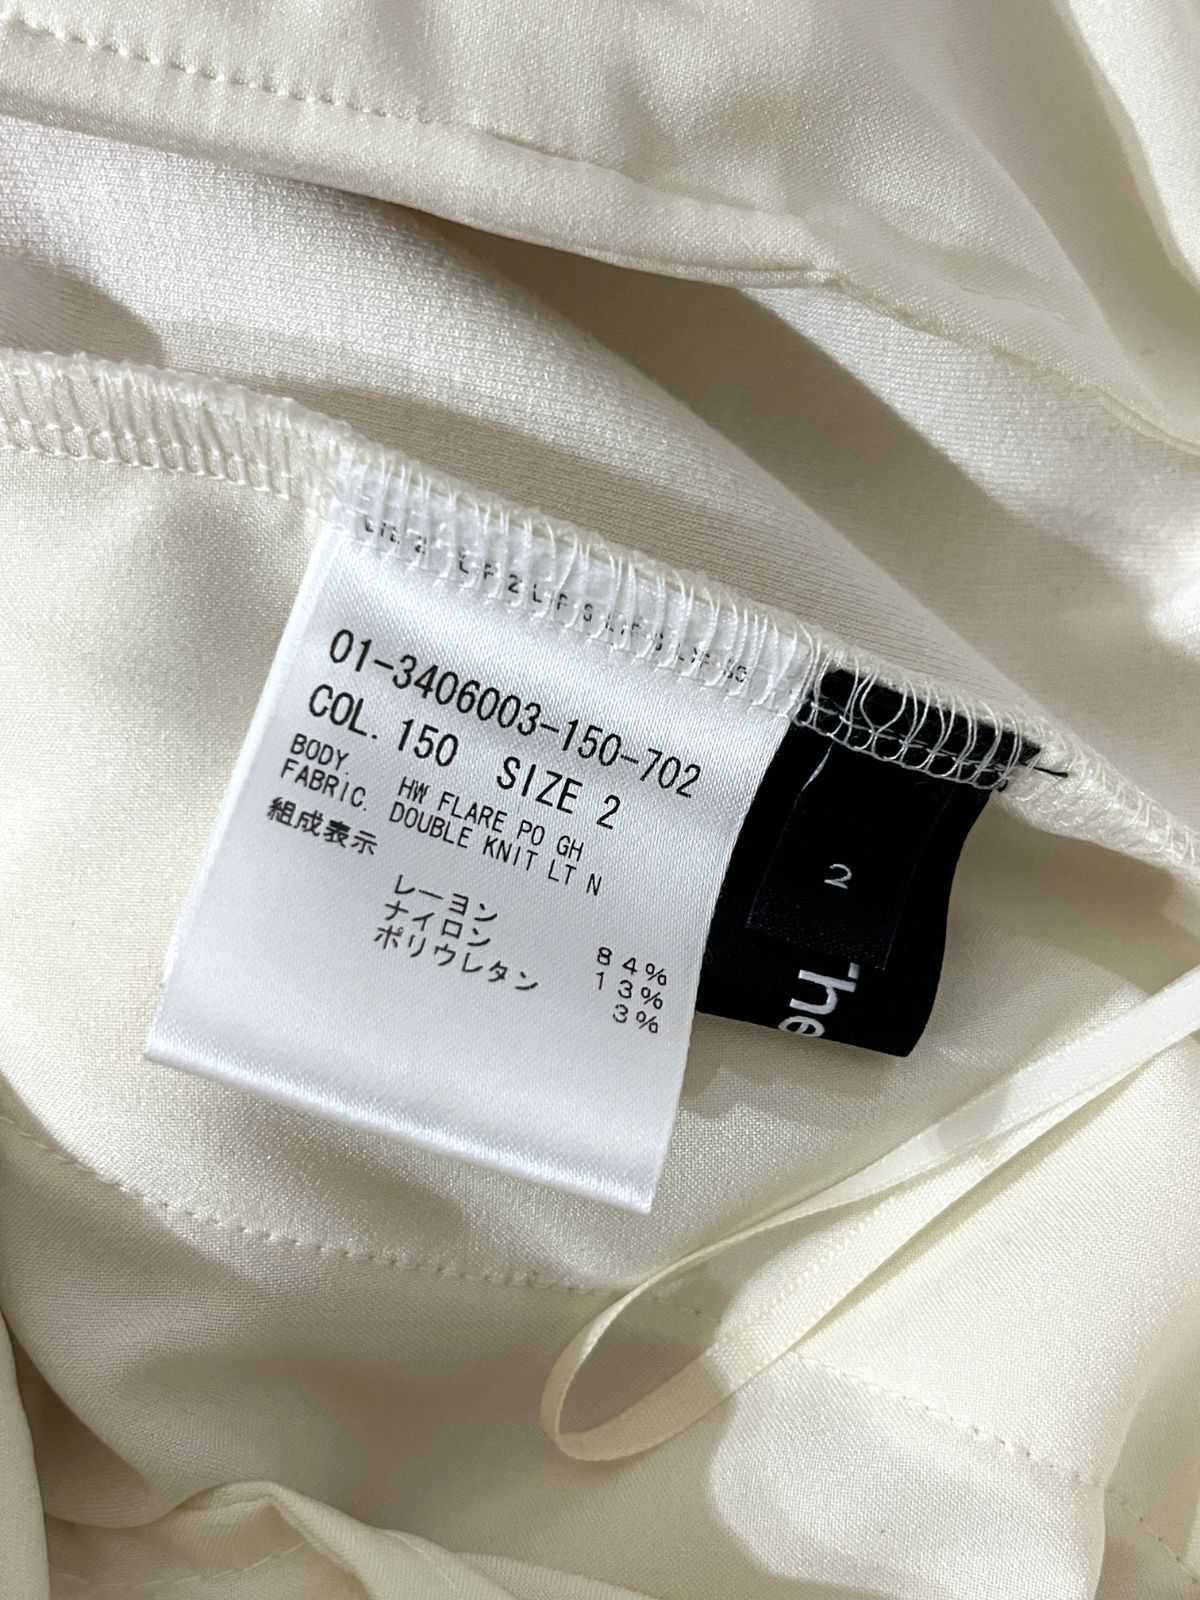 01-3406003-150-702
COL. 150 SIZE 2
BODY. HW FLARE PO GH
FABRIC. DOUBLE KNIT LT N
組成表示
レーヨン 84%
ナイロン 13%
ポリウレタン 3%
2
The